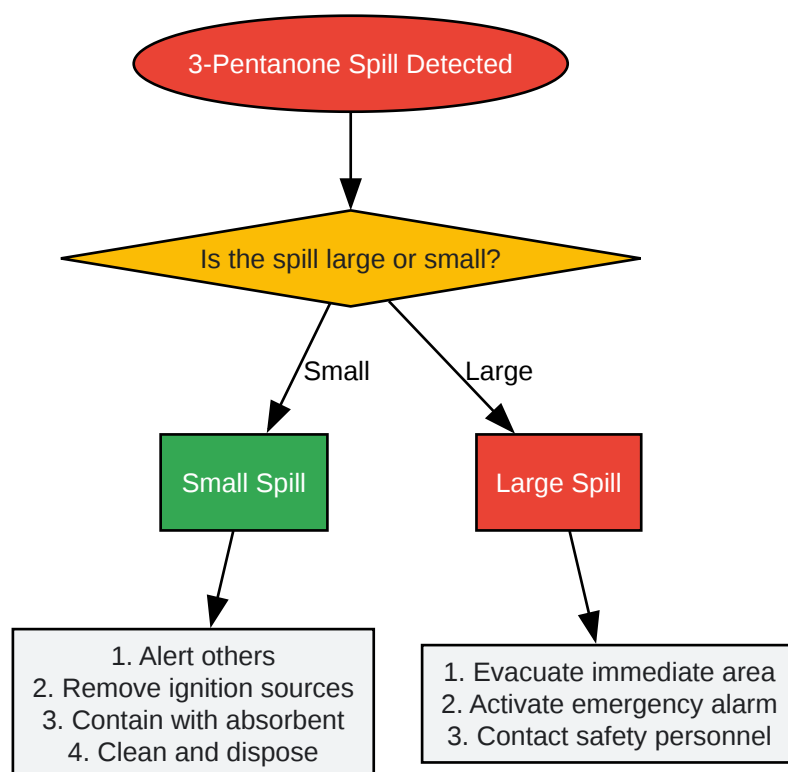 3-Pentanone Spill Detected
Is the spill large or small?
Small
Large
Small Spill
Large Spill
1. Alert others
2. Remove ignition sources
3. Contain with absorbent
4. Clean and dispose
1. Evacuate immediate area
2. Activate emergency alarm
3. Contact safety personnel